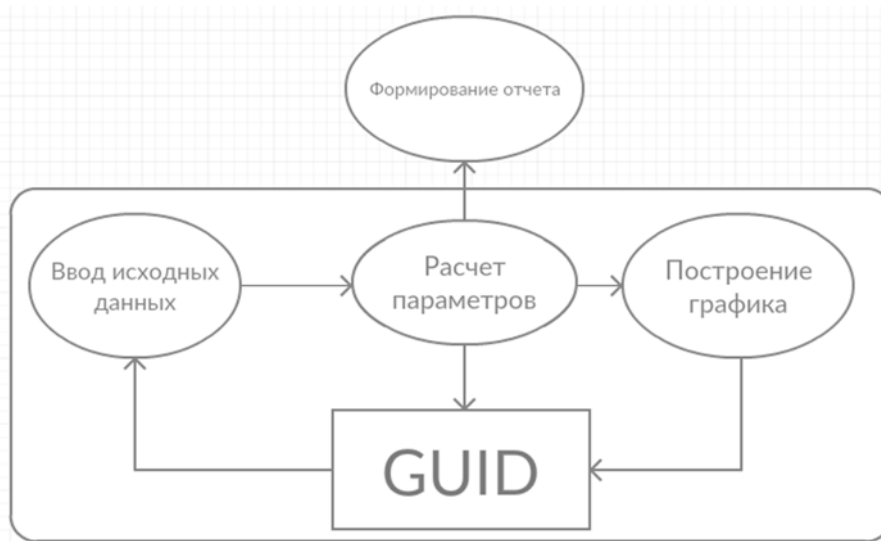 Формирование отчета
Ввод исходных
данных
Расчет
параметров
Построение
графика
GUID